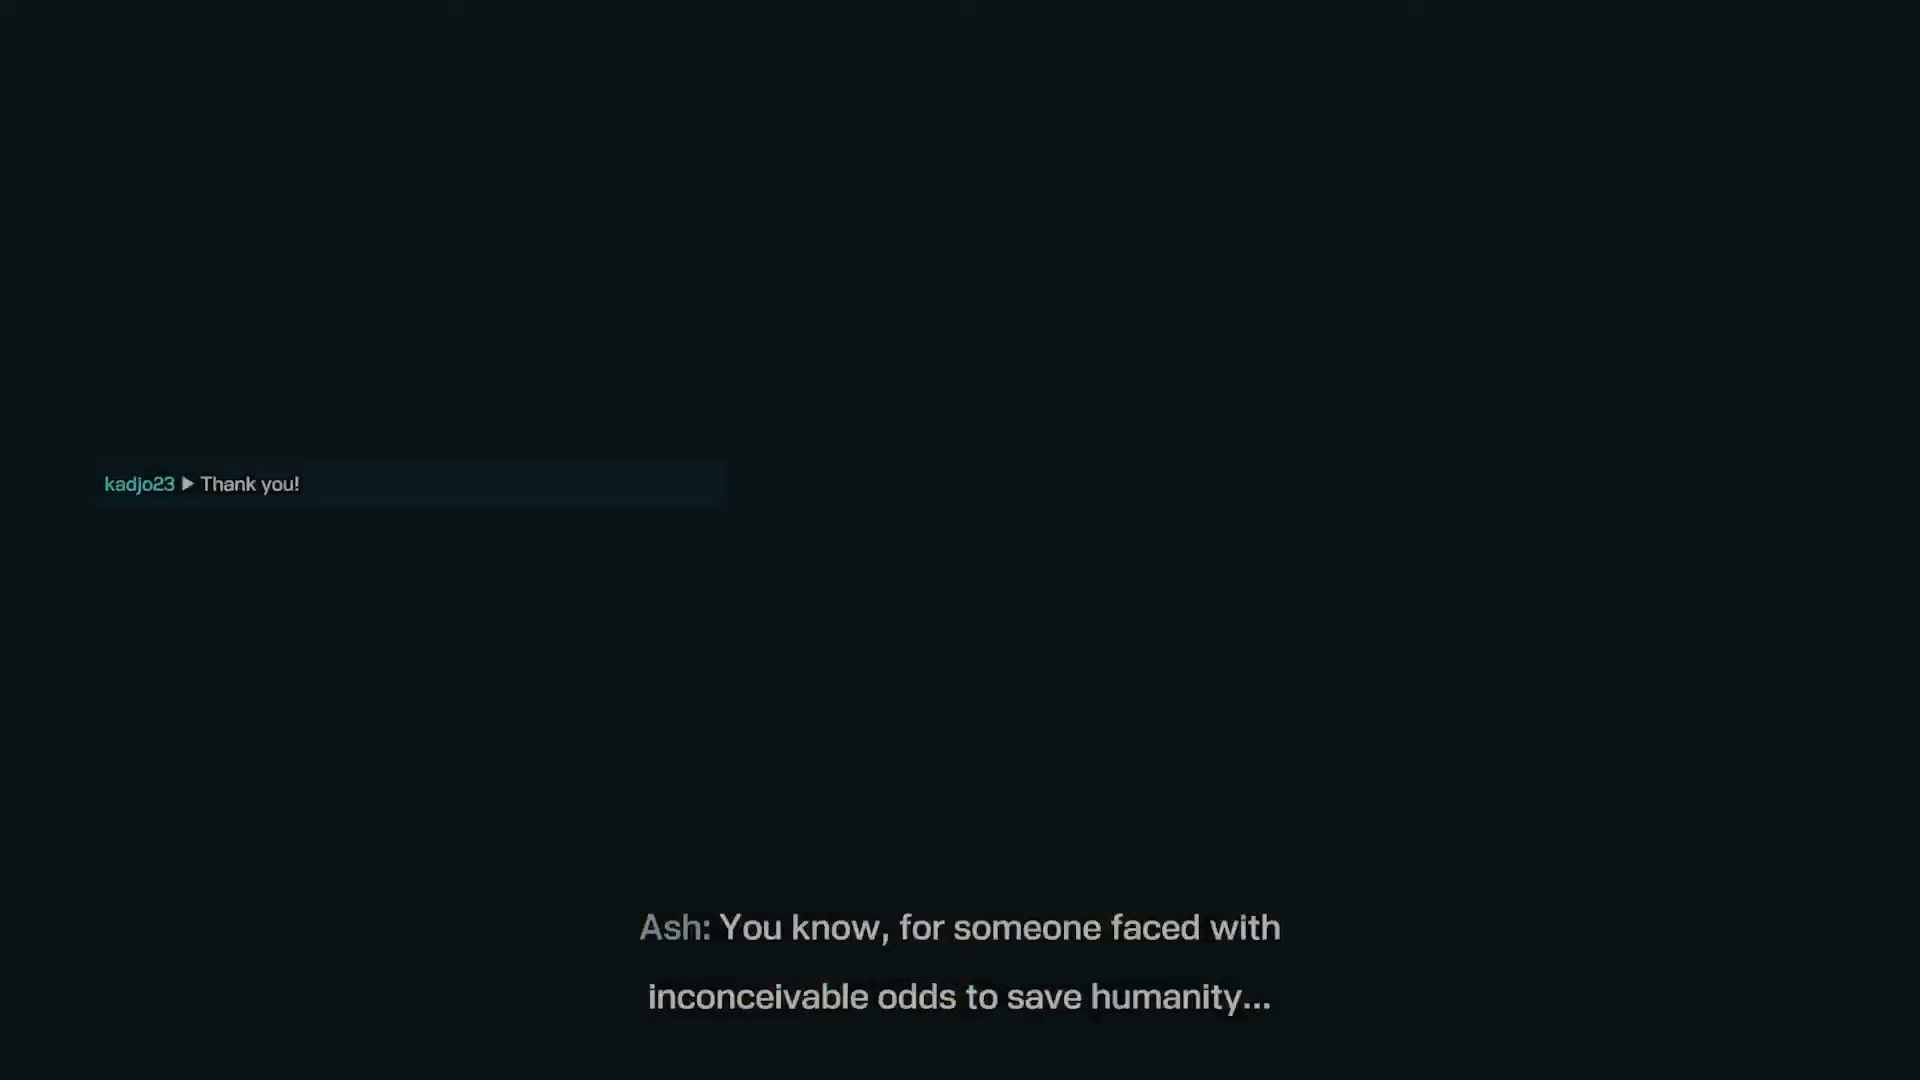 kadjo23 ▶ Thank you!
Ash: You know, for someone faced with
inconceivable odds to save humanity...